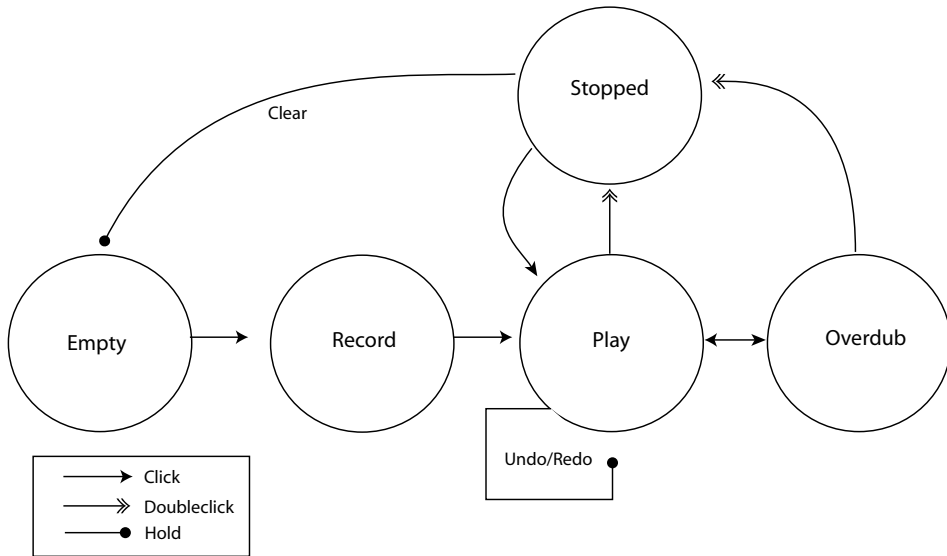 Stopped
Clear
Empty
Record
Play
Overdub
Undo/Redo
Click
Doubleclick
Hold